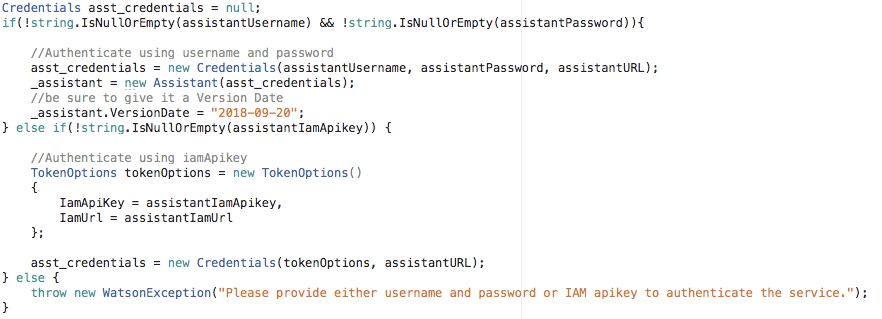 Credentials asst_credentials = null;
if(!string.IsNullOrEmpty(assistantUsername) && !string.IsNullOrEmpty(assistantPassword)){
//Authenticate using username and password
asst_credentials = new Credentials(assistantUsername, assistantPassword, assistantURL);
_assistant = new Assistant(asst_credentials);
//be sure to give it a Version Date
_assistant.VersionDate = "2018-09-20";
} else if(!string.IsNullOrEmpty(assistantIamApikey)) {
//Authenticate using iamApikey
TokenOptions tokenOptions = new TokenOptions()
{
IamApiKey = assistantIamApikey,
IamUrl = assistantIamUrl
};
asst_credentials = new Credentials(tokenOptions, assistantURL);
} else {
throw new WatsonException("Please provide either username and password or IAM apikey to authenticate the service.");
}